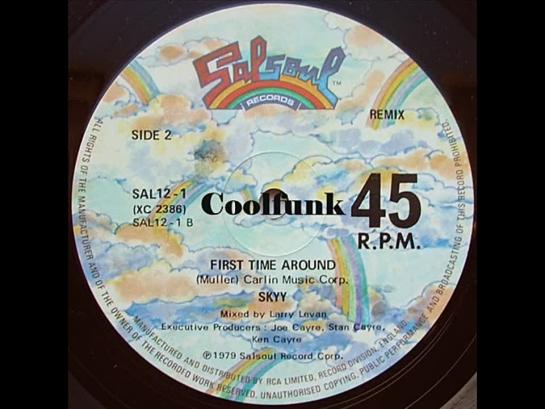 Salsoul TM
RECORDS
REMIX
SIDE 2
SAL12-1
(XC 2386)
SAL12-1 B
Coolfunk
45
R.P.M.
FIRST TIME AROUND
(Muller) Carlin Music Corp.
SKYY
Mixed by Larry Levan
Executive Producers : Joe Cayre, Stan Cayre,
Ken Cayre
℗1979 Salsoul Record Corp.
ALL RIGHTS OF THE MANUFACTURER AND OF THE OWNER OF THE RECORDED WORK RESERVED. UNAUTHORISED COPYING, PUBLIC PERFORMANCE AND BROADCASTING OF THIS RECORD PROHIBITED.
MANUFACTURED AND DISTRIBUTED BY RCA LIMITED, RECORD DIVISION, ENGLAND.